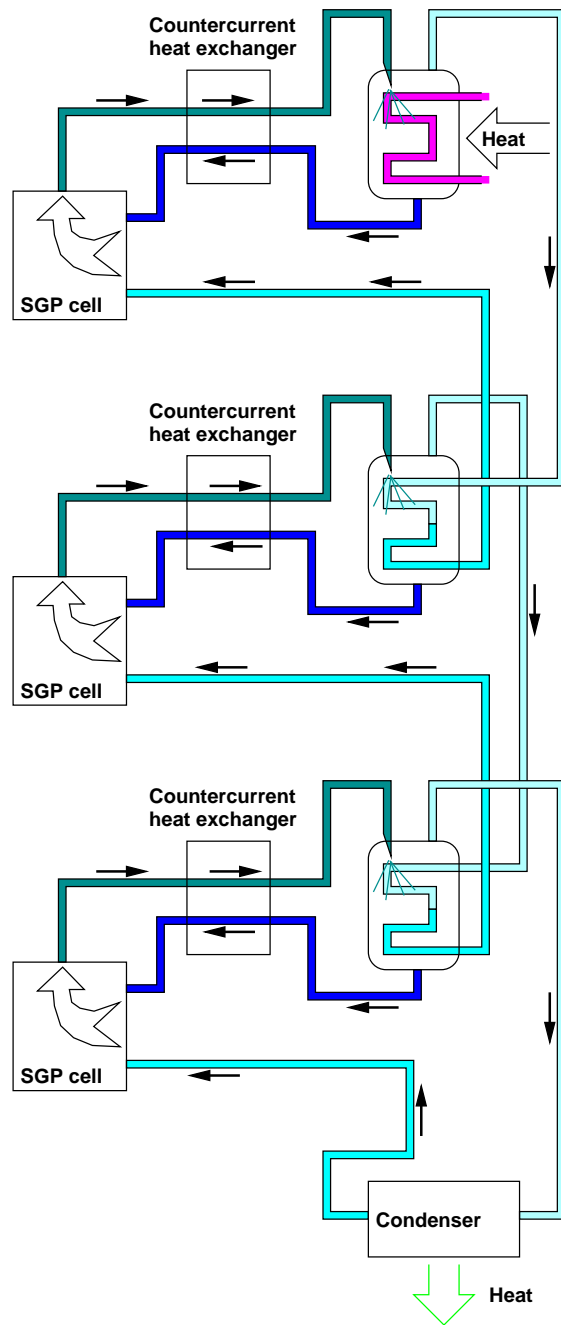 Countercurrent
heat exchanger
Heat
SGP cell
Countercurrent
heat exchanger
SGP cell
Countercurrent
heat exchanger
SGP cell
Condenser
Heat